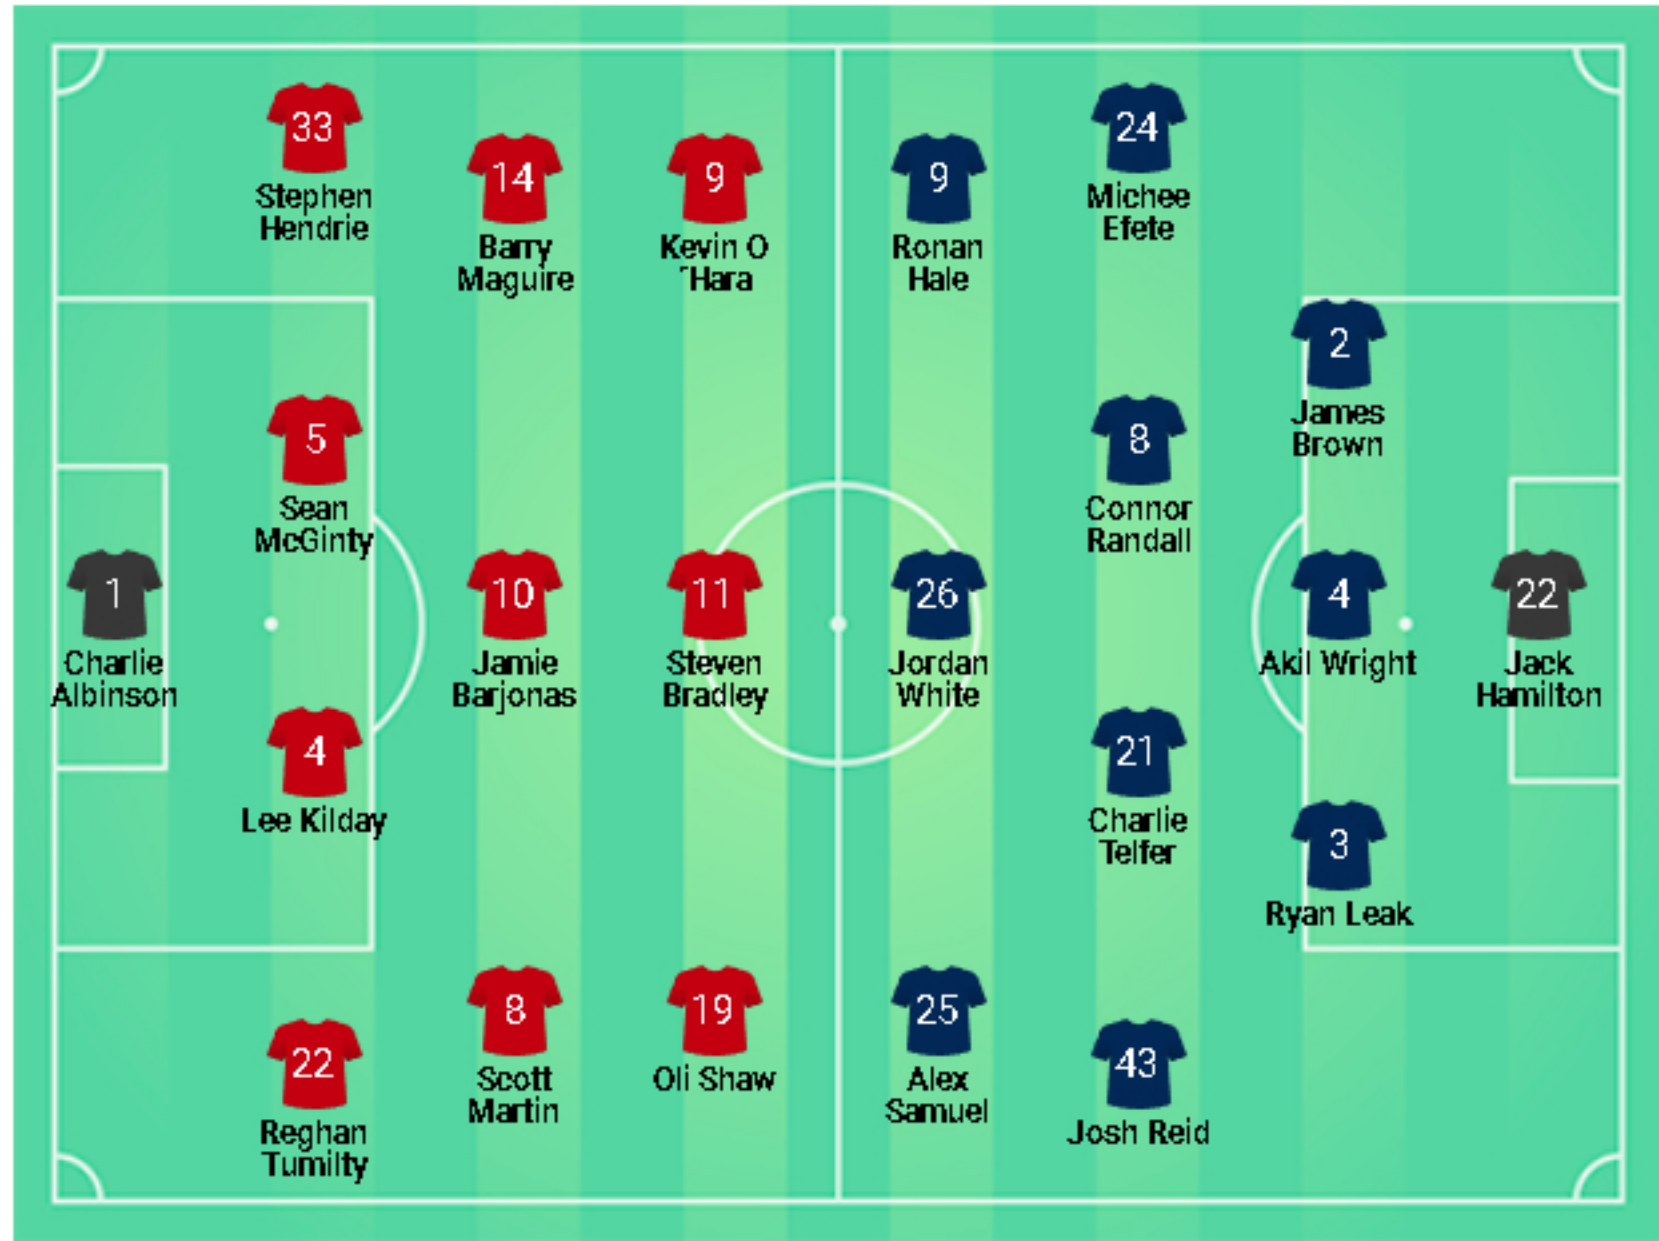 33
Stephen
Hendrie
14
Barry
Maguire
9
Kevin O
´Hara
9
Ronan
Hale
24
Michee
Efete
5
Sean
McGinty
8
Connor
Randall
2
James
Brown
1
Charlie
Albinson
10
Jamie
Barjonas
11
Steven
Bradley
26
Jordan
White
4
Akil Wright
22
Jack
Hamilton
4
Lee Kilday
21
Charlie
Telfer
3
Ryan Leak
22
Reghan
Tumilty
8
Scott
Martin
19
Oli Shaw
25
Alex
Samuel
43
Josh Reid